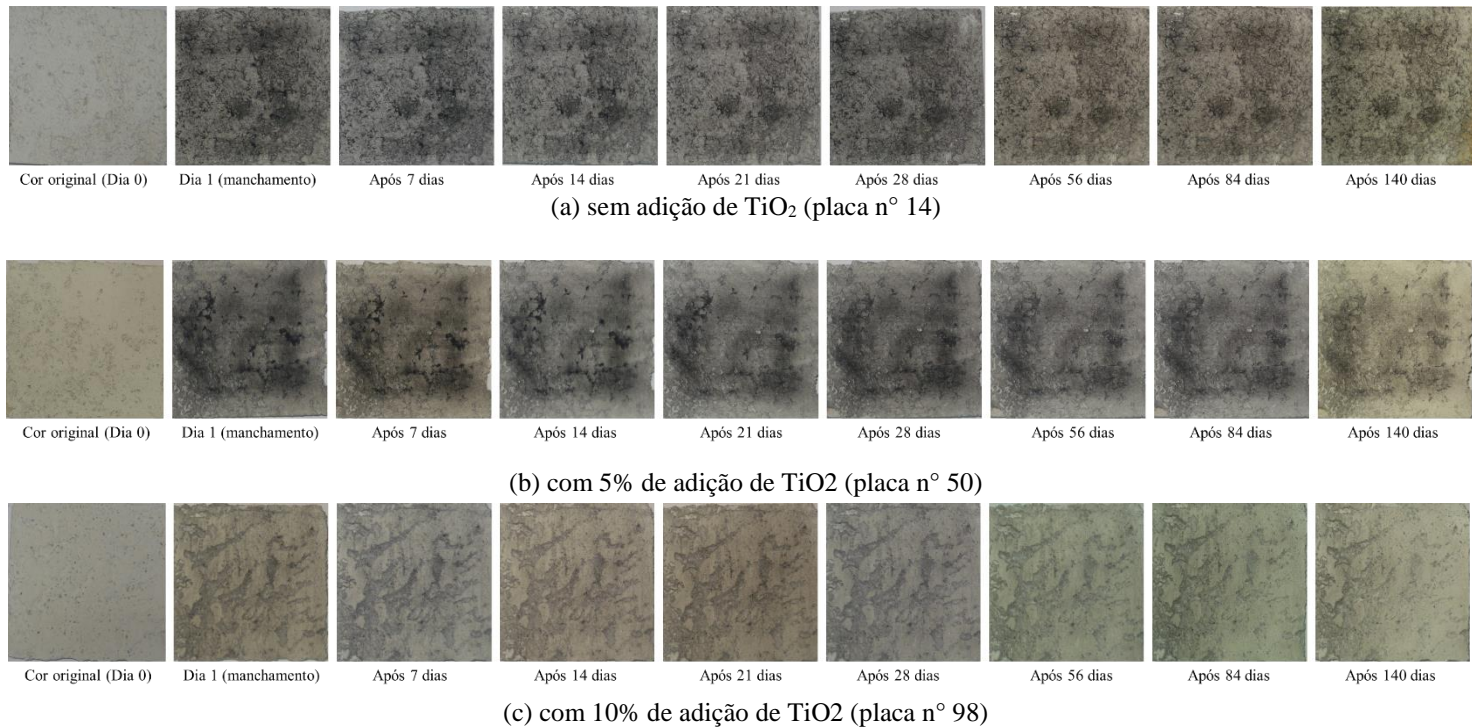 Cor original (Dia 0) Dia 1 (manchamento) Após 7 dias Após 14 dias Após 21 dias Após 28 dias Após 56 dias Após 84 dias Após 140 dias
(a) sem adição de TiO₂ (placa n° 14)
Cor original (Dia 0) Dia 1 (manchamento) Após 7 dias Após 14 dias Após 21 dias Após 28 dias Após 56 dias Após 84 dias Após 140 dias
(b) com 5% de adição de TiO2 (placa n° 50)
Cor original (Dia 0) Dia 1 (manchamento) Após 7 dias Após 14 dias Após 21 dias Após 28 dias Após 56 dias Após 84 dias Após 140 dias
(c) com 10% de adição de TiO2 (placa n° 98)